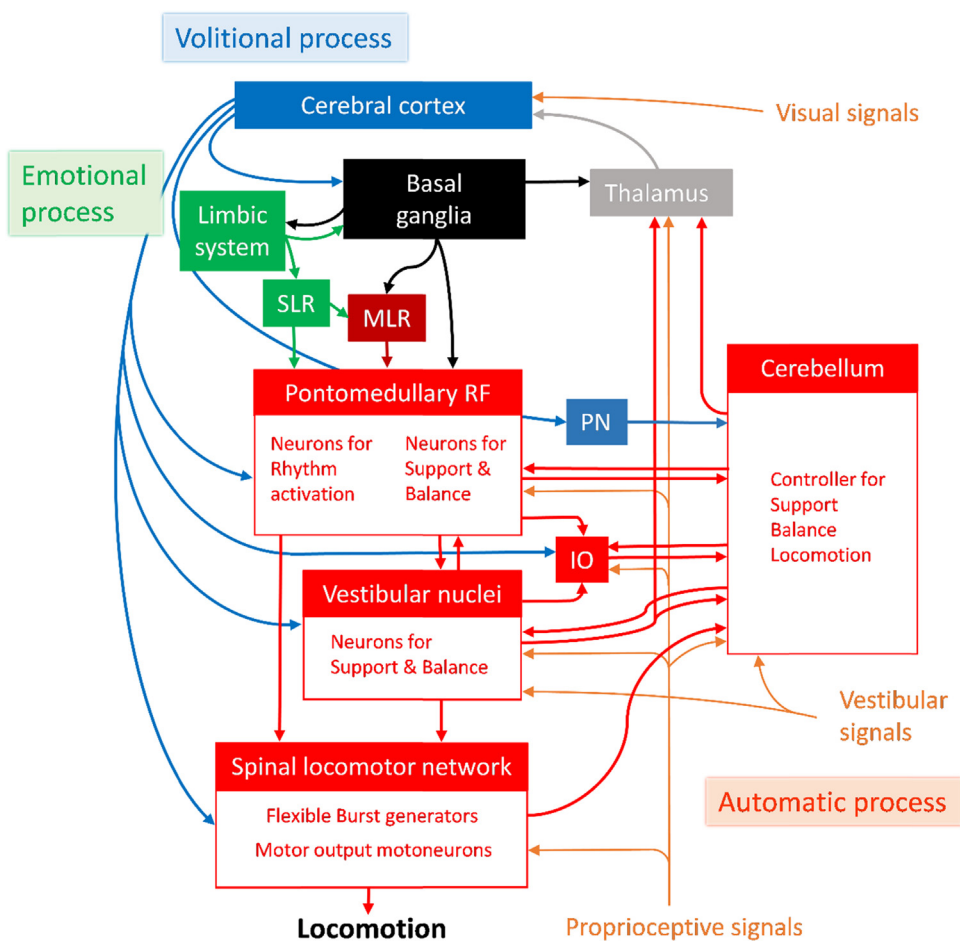 Volitional process
Cerebral cortex
Visual signals
Emotional
process
Basal
ganglia
Thalamus
Limbic
system
SLR
MLR
Cerebellum
Pontomedullary RF
PN
Neurons for
Rhythm
activation
Neurons for
Support &
Balance
Controller for
Support
Balance
Locomotion
IO
Vestibular nuclei
Neurons for
Support & Balance
Vestibular
signals
Spinal locomotor network
Flexible Burst generators
Motor output motoneurons
Automatic process
Locomotion
Proprioceptive signals